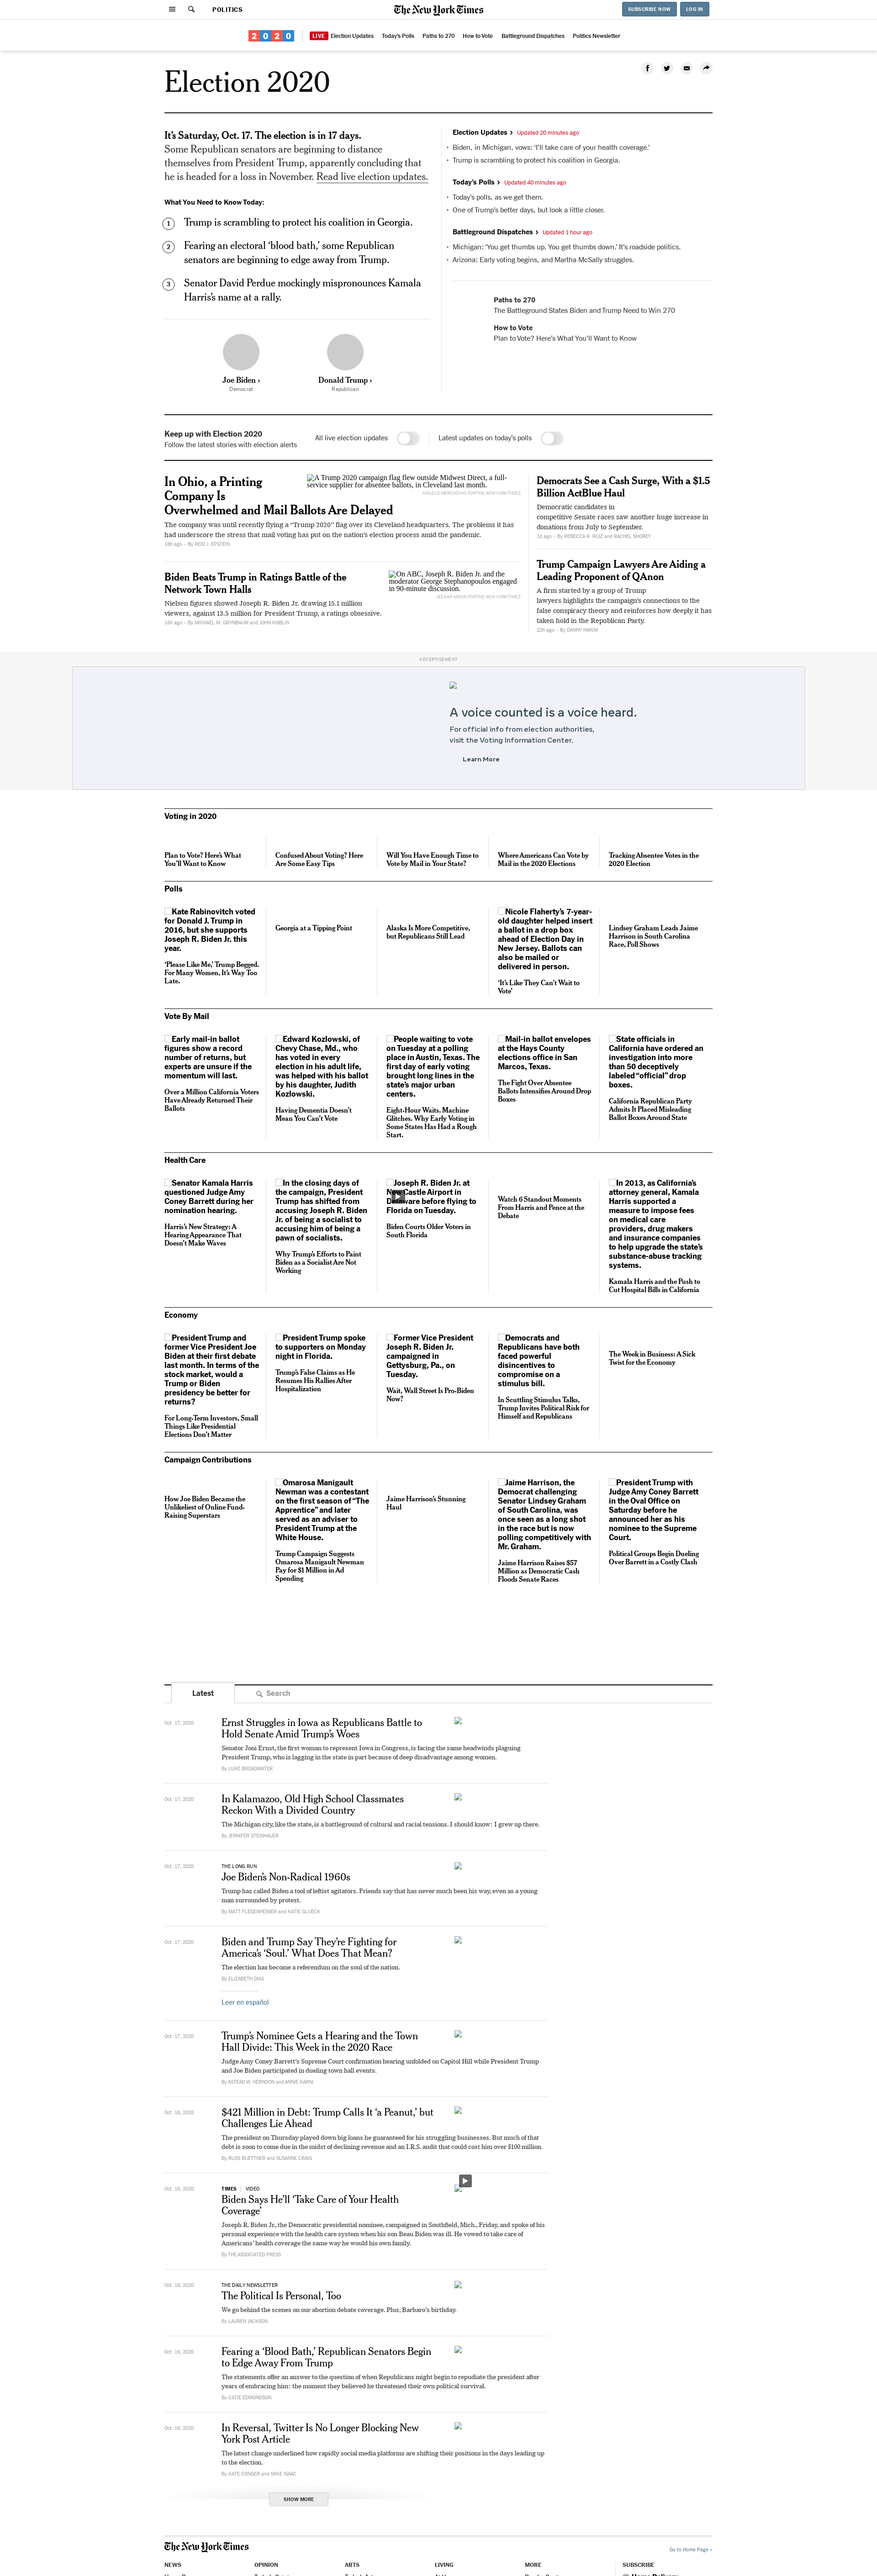 POLITICS
The New York Times
SUBSCRIBE NOW
LOG IN
2020
LIVE Election Updates
Today's Polls
Paths to 270
How to Vote
Battleground Dispatches
Politics Newsletter
Election 2020
It's Saturday, Oct. 17. The election is in 17 days.
Some Republican senators are beginning to distance
themselves from President Trump, apparently concluding that
he is headed for a loss in November. Read live election updates.
What You Need to Know Today:
1 Trump is scrambling to protect his coalition in Georgia.
2 Fearing an electoral 'blood bath,' some Republican
senators are beginning to edge away from Trump.
3 Senator David Perdue mockingly mispronounces Kamala
Harris's name at a rally.
Joe Biden ›
Democrat
Donald Trump ›
Republican
Election Updates › Updated 20 minutes ago
• Biden, in Michigan, vows: 'I'll take care of your health coverage.'
• Trump is scrambling to protect his coalition in Georgia.
Today's Polls › Updated 40 minutes ago
• Today's polls, as we get them.
• One of Trump's better days, but look a little closer.
Battleground Dispatches › Updated 1 hour ago
• Michigan: 'You get thumbs up. You get thumbs down.' It's roadside politics.
• Arizona: Early voting begins, and Martha McSally struggles.
Paths to 270
The Battleground States Biden and Trump Need to Win 270
How to Vote
Plan to Vote? Here's What You'll Want to Know
Keep up with Election 2020
Follow the latest stories with election alerts
All live election updates
Latest updates on today's polls
In Ohio, a Printing
Company Is
Overwhelmed and Mail Ballots Are Delayed
A Trump 2020 campaign flag flew outside Midwest Direct, a full-
service supplier for absentee ballots, in Cleveland last month.
ANGELO MERENDINO FOR THE NEW YORK TIMES
The company was until recently flying a "Trump 2020" flag over its Cleveland headquarters. The problems it has
had underscore the stress that mail voting has put on the nation's election process amid the pandemic.
18h ago – By REID J. EPSTEIN
Biden Beats Trump in Ratings Battle of the
Network Town Halls
On ABC, Joseph R. Biden Jr. and the
moderator George Stephanopoulos engaged
in 90-minute discussion.
JEENAH MOON FOR THE NEW YORK TIMES
Nielsen figures showed Joseph R. Biden Jr. drawing 15.1 million
viewers, against 13.5 million for President Trump, a ratings obsessive.
16h ago – By MICHAEL M. GRYNBAUM and JOHN KOBLIN
Democrats See a Cash Surge, With a $1.5
Billion ActBlue Haul
Democratic candidates in
competitive Senate races saw another huge increase in
donations from July to September.
1d ago – By REBECCA R. RUIZ and RACHEL SHOREY
Trump Campaign Lawyers Are Aiding a
Leading Proponent of QAnon
A firm started by a group of Trump
lawyers highlights the campaign's connections to the
false conspiracy theory and reinforces how deeply it has
taken hold in the Republican Party.
22h ago – By DANNY HAKIM
ADVERTISEMENT
A voice counted is a voice heard.
For official info from election authorities,
visit the Voting Information Center.
Learn More
Voting in 2020
Plan to Vote? Here's What
You'll Want to Know
Confused About Voting? Here
Are Some Easy Tips
Will You Have Enough Time to
Vote by Mail in Your State?
Where Americans Can Vote by
Mail in the 2020 Elections
Tracking Absentee Votes in the
2020 Election
Polls
Kate Rabinovitch voted
for Donald J. Trump in
2016, but she supports
Joseph R. Biden Jr. this
year.
'Please Like Me,' Trump Begged.
For Many Women, It's Way Too
Late.
Georgia at a Tipping Point
Alaska Is More Competitive,
but Republicans Still Lead
Nicole Flaherty's 7-year-
old daughter helped insert
a ballot in a drop box
ahead of Election Day in
New Jersey. Ballots can
also be mailed or
delivered in person.
'It's Like They Can't Wait to
Vote'
Lindsey Graham Leads Jaime
Harrison in South Carolina
Race, Poll Shows
Vote By Mail
Early mail-in ballot
figures show a record
number of returns, but
experts are unsure if the
momentum will last.
Over a Million California Voters
Have Already Returned Their
Ballots
Edward Kozlowski, of
Chevy Chase, Md., who
has voted in every
election in his adult life,
was helped with his ballot
by his daughter, Judith
Kozlowski.
Having Dementia Doesn't
Mean You Can't Vote
People waiting to vote
on Tuesday at a polling
place in Austin, Texas. The
first day of early voting
brought long lines in the
state's major urban
centers.
Eight-Hour Waits. Machine
Glitches. Why Early Voting in
Some States Has Had a Rough
Start.
Mail-in ballot envelopes
at the Hays County
elections office in San
Marcos, Texas.
The Fight Over Absentee
Ballots Intensifies Around Drop
Boxes
State officials in
California have ordered an
investigation into more
than 50 deceptively
labeled "official" drop
boxes.
California Republican Party
Admits It Placed Misleading
Ballot Boxes Around State
Health Care
Senator Kamala Harris
questioned Judge Amy
Coney Barrett during her
nomination hearing.
Harris's New Strategy: A
Hearing Appearance That
Doesn't Make Waves
In the closing days of
the campaign, President
Trump has shifted from
accusing Joseph R. Biden
Jr. of being a socialist to
accusing him of being a
pawn of socialists.
Why Trump's Efforts to Paint
Biden as a Socialist Are Not
Working
Joseph R. Biden Jr. at
New Castle Airport in
Delaware before flying to
Florida on Tuesday.
Biden Courts Older Voters in
South Florida
Watch 6 Standout Moments
From Harris and Pence at the
Debate
In 2013, as California's
attorney general, Kamala
Harris supported a
measure to impose fees
on medical care
providers, drug makers
and insurance companies
to help upgrade the state's
substance-abuse tracking
systems.
Kamala Harris and the Push to
Cut Hospital Bills in California
Economy
President Trump and
former Vice President Joe
Biden at their first debate
last month. In terms of the
stock market, would a
Trump or Biden
presidency be better for
returns?
For Long-Term Investors, Small
Things Like Presidential
Elections Don't Matter
President Trump spoke
to supporters on Monday
night in Florida.
Trump's False Claims as He
Resumes His Rallies After
Hospitalization
Former Vice President
Joseph R. Biden Jr.
campaigned in
Gettysburg, Pa., on
Tuesday.
Wait, Wall Street Is Pro-Biden
Now?
Democrats and
Republicans have both
faced powerful
disincentives to
compromise on a
stimulus bill.
In Scuttling Stimulus Talks,
Trump Invites Political Risk for
Himself and Republicans
The Week in Business: A Sick
Twist for the Economy
Campaign Contributions
How Joe Biden Became the
Unlikeliest of Online Fund-
Raising Superstars
Omarosa Manigault
Newman was a contestant
on the first season of "The
Apprentice" and later
served as an adviser to
President Trump at the
White House.
Trump Campaign Suggests
Omarosa Manigault Newman
Pay for $1 Million in Ad
Spending
Jaime Harrison's Stunning
Haul
Jaime Harrison, the
Democrat challenging
Senator Lindsey Graham
of South Carolina, was
once seen as a long shot
in the race but is now
polling competitively with
Mr. Graham.
Jaime Harrison Raises $57
Million as Democratic Cash
Floods Senate Races
President Trump with
Judge Amy Coney Barrett
in the Oval Office on
Saturday before he
announced her as his
nominee to the Supreme
Court.
Political Groups Begin Dueling
Over Barrett in a Costly Clash
Latest
Search
Oct. 17, 2020
Ernst Struggles in Iowa as Republicans Battle to
Hold Senate Amid Trump's Woes
Senator Joni Ernst, the first woman to represent Iowa in Congress, is facing the same headwinds plaguing
President Trump, who is lagging in the state in part because of deep disadvantage among women.
By LUKE BROADWATER
Oct. 17, 2020
In Kalamazoo, Old High School Classmates
Reckon With a Divided Country
The Michigan city, like the state, is a battleground of cultural and racial tensions. I should know: I grew up there.
By JENNIFER STEINHAUER
Oct. 17, 2020
THE LONG RUN
Joe Biden's Non-Radical 1960s
Trump has called Biden a tool of leftist agitators. Friends say that has never much been his way, even as a young
man surrounded by protest.
By MATT FLEGENHEIMER and KATIE GLUECK
Oct. 17, 2020
Biden and Trump Say They're Fighting for
America's 'Soul.' What Does That Mean?
The election has become a referendum on the soul of the nation.
By ELIZABETH DIAS
Leer en español
Oct. 17, 2020
Trump's Nominee Gets a Hearing and the Town
Hall Divide: This Week in the 2020 Race
Judge Amy Coney Barrett's Supreme Court confirmation hearing unfolded on Capitol Hill while President Trump
and Joe Biden participated in dueling town hall events.
By ASTEAD W. HERNDON and ANNIE KARNI
Oct. 16, 2020
$421 Million in Debt: Trump Calls It 'a Peanut,' but
Challenges Lie Ahead
The president on Thursday played down big loans he guaranteed for his struggling businesses. But much of that
debt is soon to come due in the midst of declining revenue and an I.R.S. audit that could cost him over $100 million.
By RUSS BUETTNER and SUSANNE CRAIG
Oct. 16, 2020
TIMES | VIDEO
Biden Says He'll 'Take Care of Your Health
Coverage'
Joseph R. Biden Jr., the Democratic presidential nominee, campaigned in Southfield, Mich., Friday, and spoke of his
personal experience with the health care system when his son Beau Biden was ill. He vowed to take care of
Americans' health coverage the same way he would his own family.
By THE ASSOCIATED PRESS
Oct. 16, 2020
THE DAILY NEWSLETTER
The Political Is Personal, Too
We go behind the scenes on our abortion debate coverage. Plus, Barbaro's birthday.
By LAUREN JACKSON
Oct. 16, 2020
Fearing a 'Blood Bath,' Republican Senators Begin
to Edge Away From Trump
The statements offer an answer to the question of when Republicans might begin to repudiate the president after
years of embracing him: the moment they believed he threatened their own political survival.
By CATIE EDMONDSON
Oct. 16, 2020
In Reversal, Twitter Is No Longer Blocking New
York Post Article
The latest change underlined how rapidly social media platforms are shifting their positions in the days leading up
to the election.
By KATE CONGER and MIKE ISAAC
SHOW MORE
The New York Times
Go to Home Page »
NEWS
OPINION
ARTS
LIVING
MORE
SUBSCRIBE